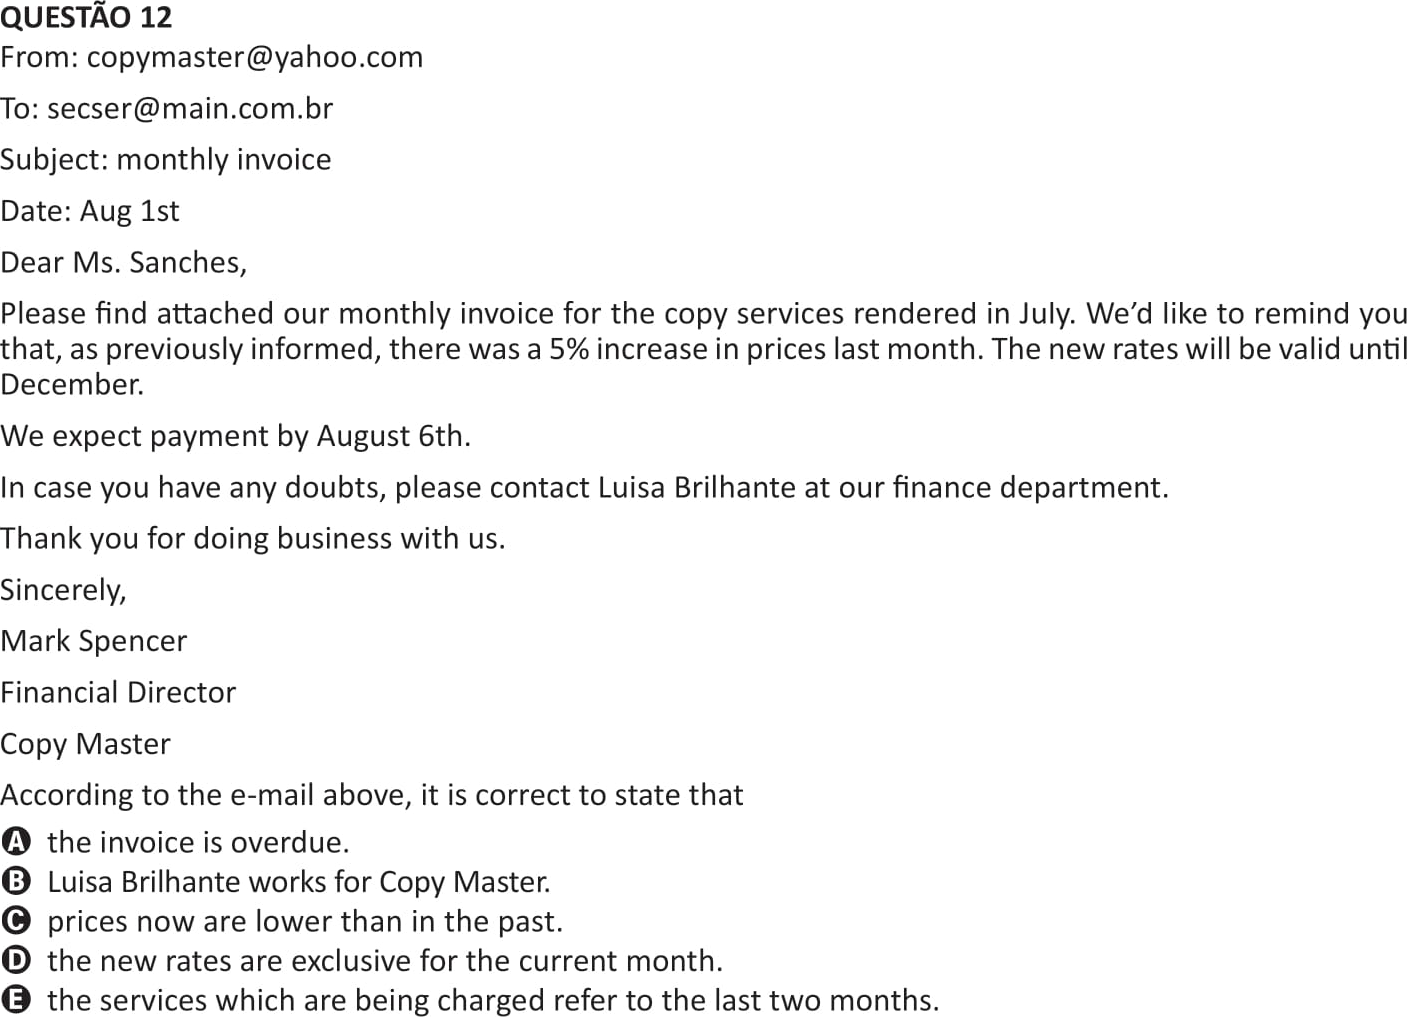 QUESTÃO 12
From: copymaster@yahoo.com
To: secser@main.com.br
Subject: monthly invoice
Date: Aug 1st
Dear Ms. Sanches,
Please find attached our monthly invoice for the copy services rendered in July. We’d like to remind you
that, as previously informed, there was a 5% increase in prices last month. The new rates will be valid until
December.
We expect payment by August 6th.
In case you have any doubts, please contact Luisa Brilhante at our finance department.
Thank you for doing business with us.
Sincerely,
Mark Spencer
Financial Director
Copy Master
According to the e-mail above, it is correct to state that
A the invoice is overdue.
B Luisa Brilhante works for Copy Master.
C prices now are lower than in the past.
D the new rates are exclusive for the current month.
E the services which are being charged refer to the last two months.